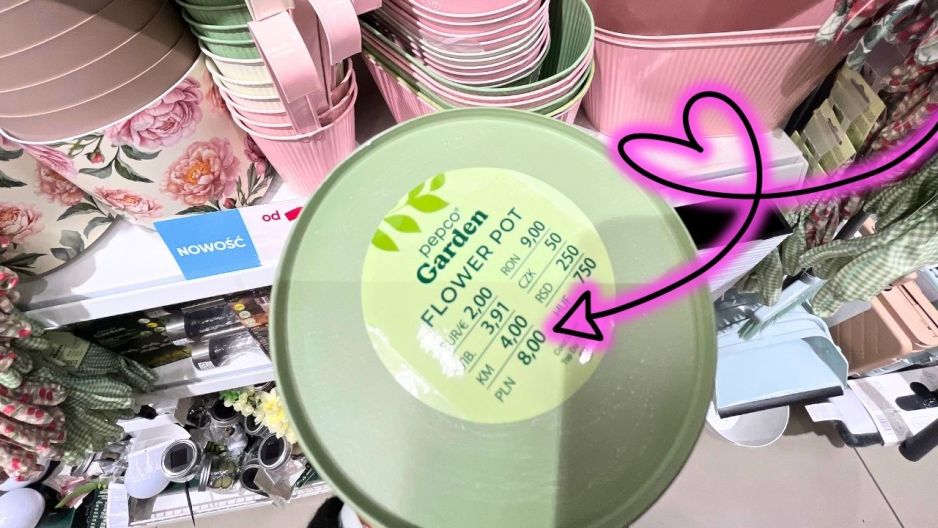 NOWOŚĆ
od
pepco®
Garden
FLOWER POT
EUR/€ 2,00
ЛВ. 3,91
KM 4,00
PLN 8,00
RON 9,00
CZK 50
RSD 250
HUF 750